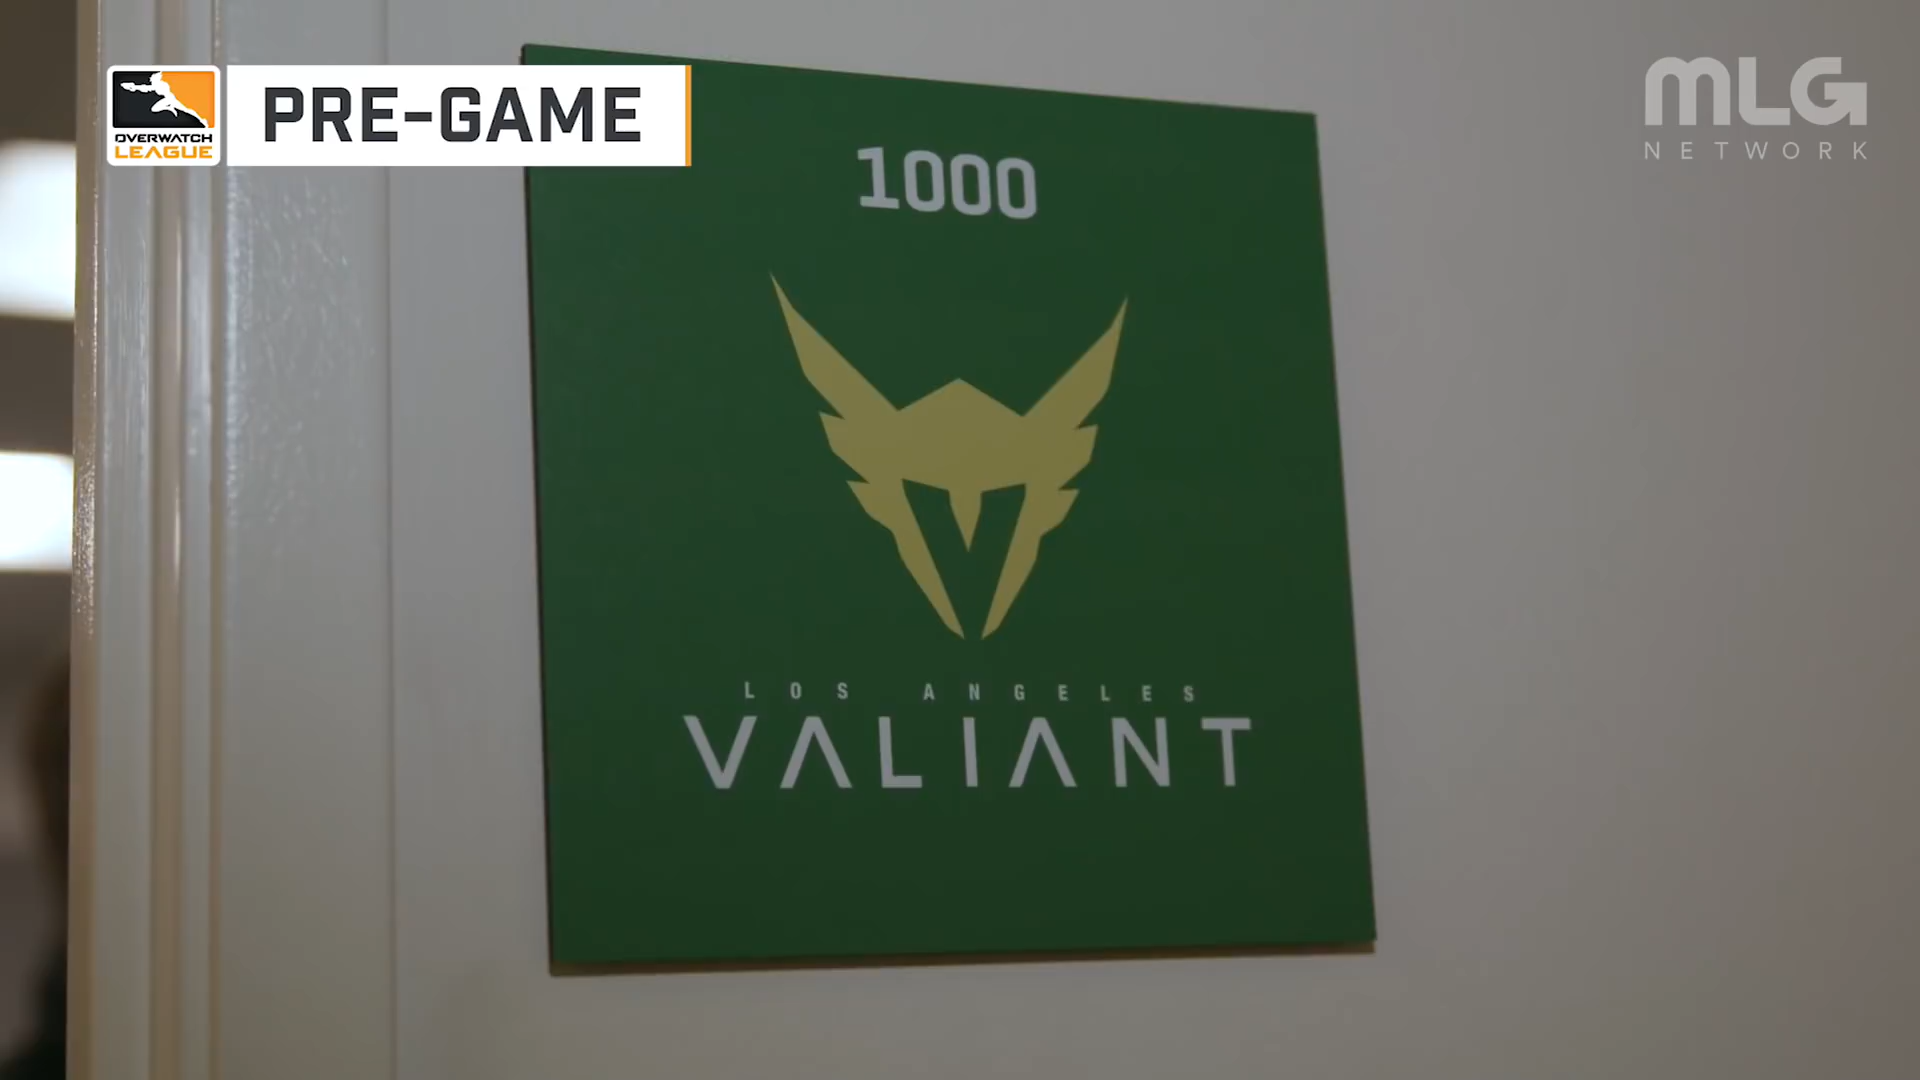 OVERWATCH
LEAGUE
PRE-GAME
MLG
NETWORK
1000
LOS ANGELES
VALIANT